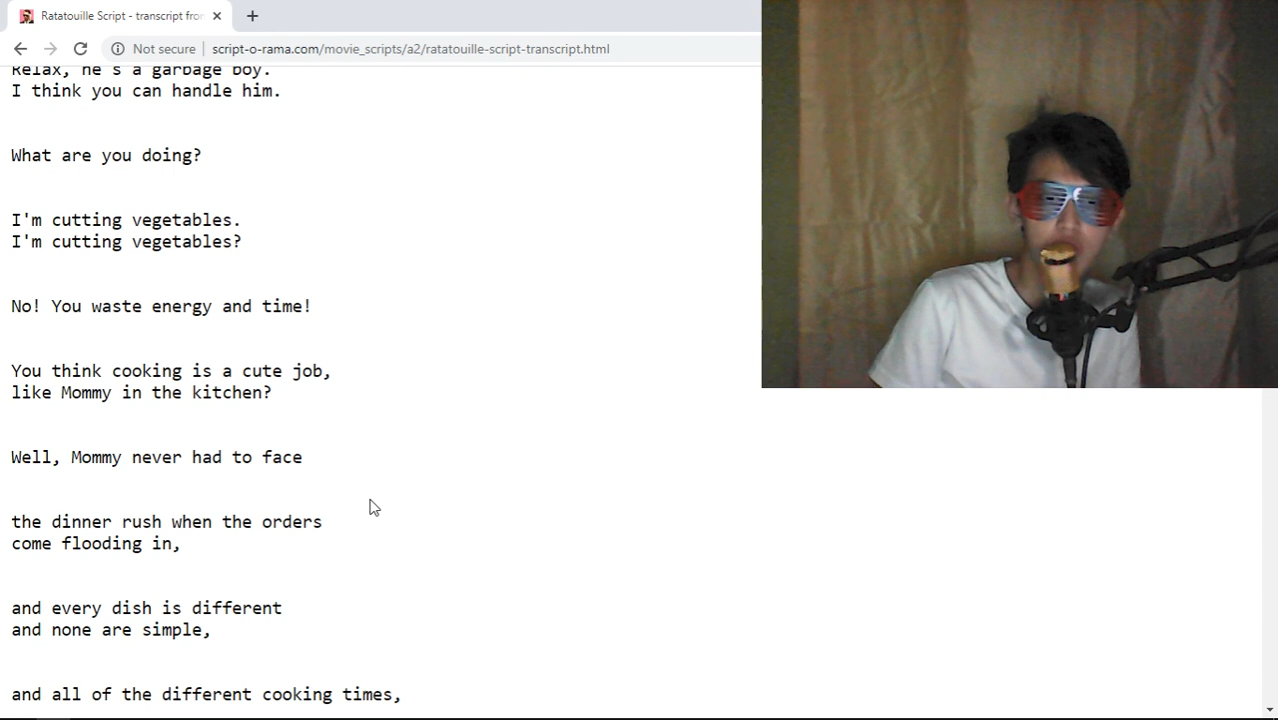 Ratatouille Script - transcript fro
Not secure
script-o-rama.com/movie_scripts/a2/ratatouille-script-transcript.html
Relax, he's a garbage boy.
I think you can handle him.
What are you doing?
I'm cutting vegetables.
I'm cutting vegetables?
No! You waste energy and time!
You think cooking is a cute job,
like Mommy in the kitchen?
Well, Mommy never had to face
the dinner rush when the orders
come flooding in,
and every dish is different
and none are simple,
and all of the different cooking times,